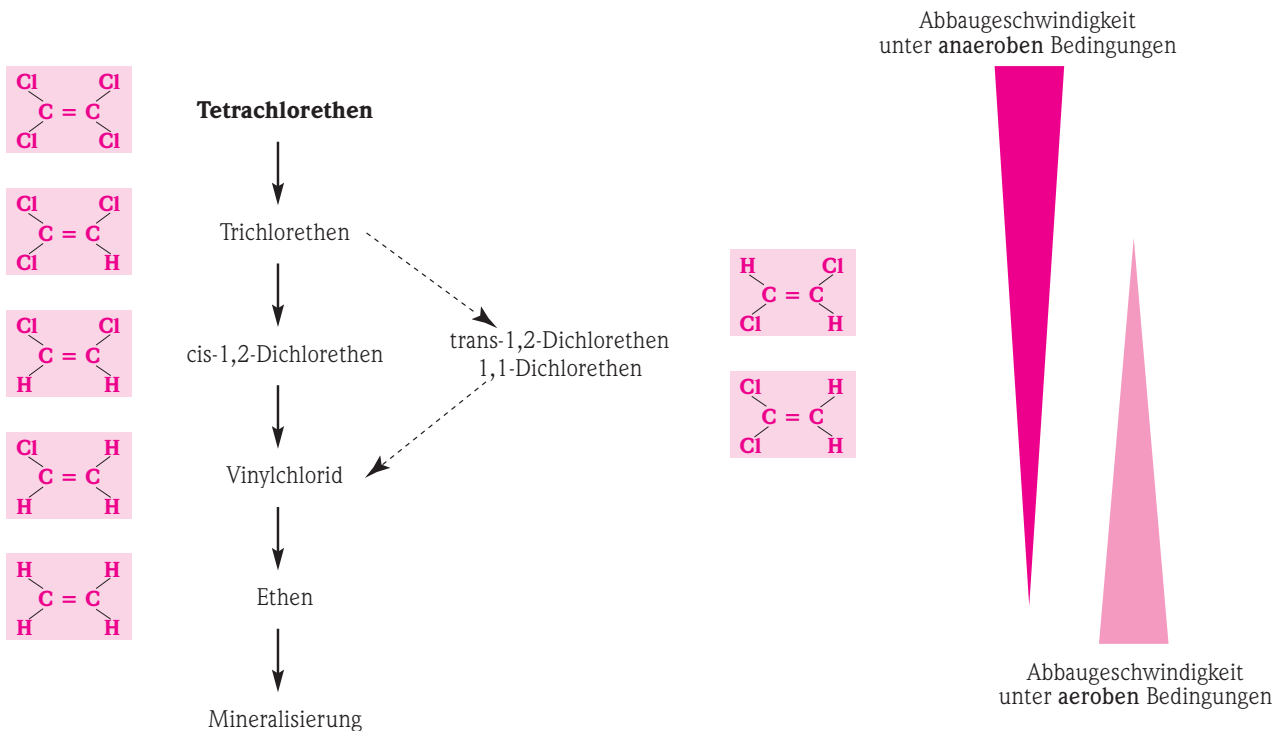 Abbaugeschwindigkeit
unter anaeroben Bedingungen
Cl Cl
C = C
Cl Cl
Tetrachlorethen
Cl Cl
C = C
Cl H
Trichlorethen
H Cl
C = C
Cl H
Cl Cl
C = C
H H
cis-1,2-Dichlorethen
trans-1,2-Dichlorethen
1,1-Dichlorethen
Cl H
C = C
Cl H
Cl H
C = C
H H
Vinylchlorid
H H
C = C
H H
Ethen
Abbaugeschwindigkeit
unter aeroben Bedingungen
Mineralisierung